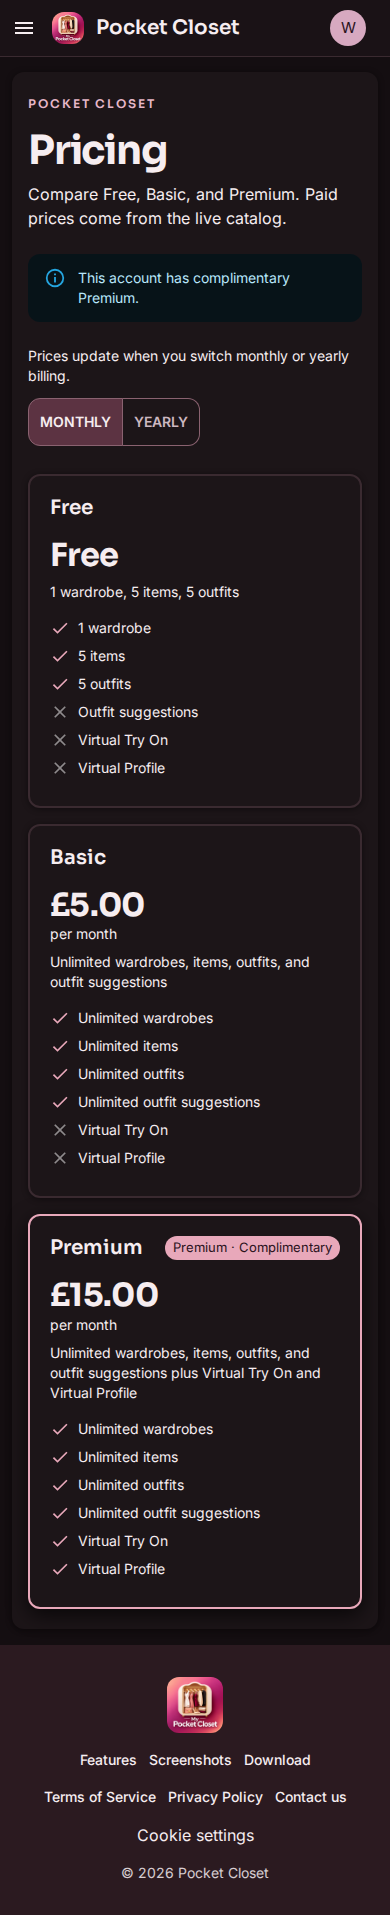 Pocket Closet
W
POCKET CLOSET
Pricing
Compare Free, Basic, and Premium. Paid
prices come from the live catalog.
This account has complimentary
Premium.
Prices update when you switch monthly or yearly
billing.
MONTHLY
YEARLY
Free
Free
1 wardrobe, 5 items, 5 outfits
1 wardrobe
5 items
5 outfits
Outfit suggestions
Virtual Try On
Virtual Profile
Basic
£5.00
per month
Unlimited wardrobes, items, outfits, and
outfit suggestions
Unlimited wardrobes
Unlimited items
Unlimited outfits
Unlimited outfit suggestions
Virtual Try On
Virtual Profile
Premium
Premium · Complimentary
£15.00
per month
Unlimited wardrobes, items, outfits, and
outfit suggestions plus Virtual Try On and
Virtual Profile
Unlimited wardrobes
Unlimited items
Unlimited outfits
Unlimited outfit suggestions
Virtual Try On
Virtual Profile
My
Pocket Closet
Features Screenshots Download
Terms of Service Privacy Policy Contact us
Cookie settings
© 2026 Pocket Closet